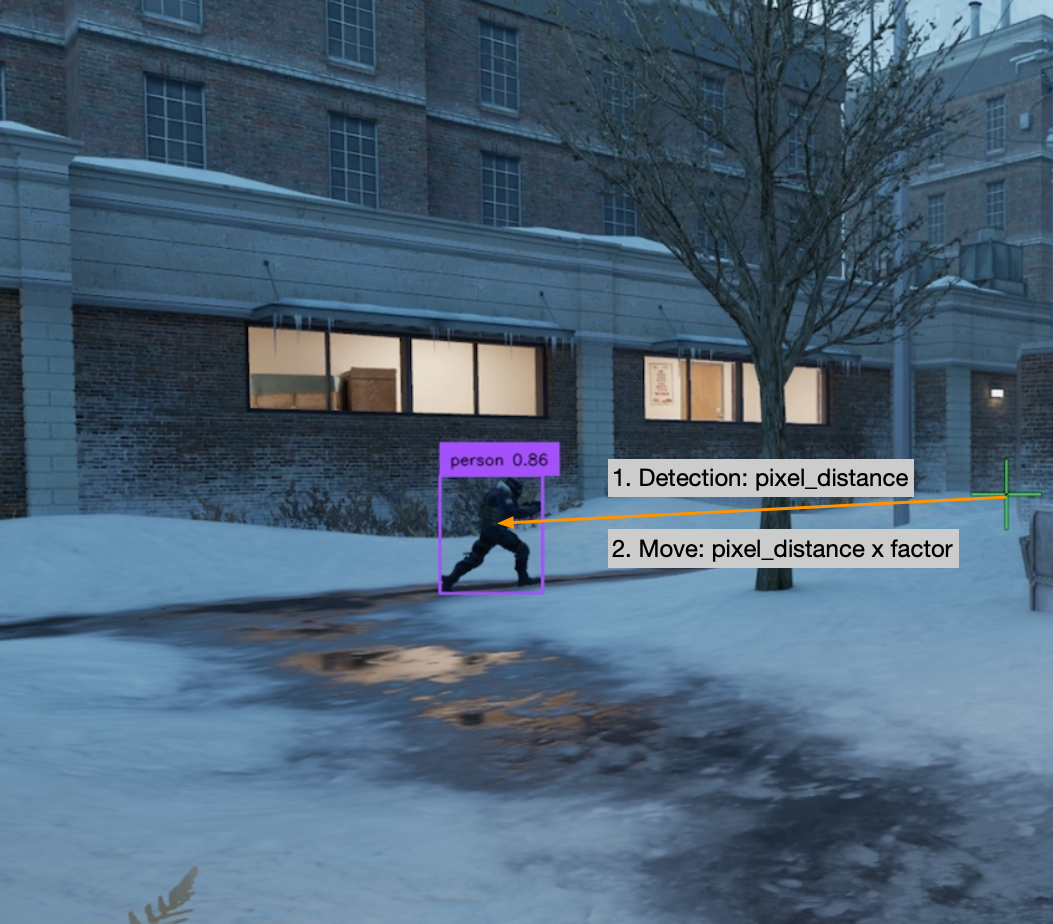 person 0.86
1. Detection: pixel_distance
2. Move: pixel_distance x factor